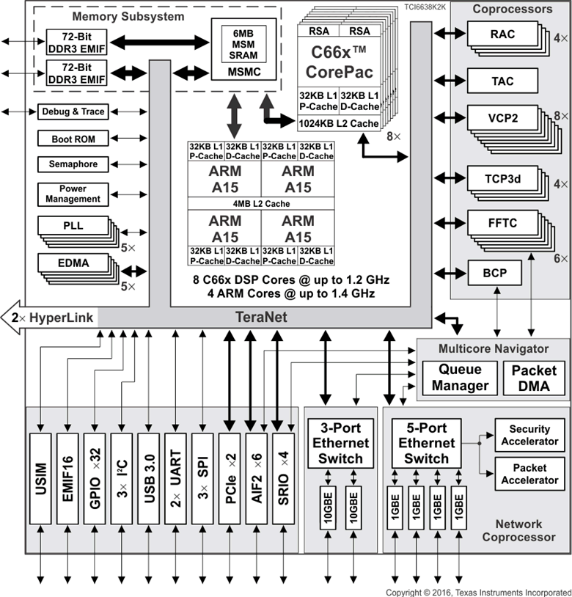 TCI6638K2K
Memory Subsystem
72-Bit
DDR3 EMIF
72-Bit
DDR3 EMIF
6MB
MSM
SRAM
MSMC
RSA RSA
C66x™
CorePac
32KB L1
P-Cache
32KB L1
D-Cache
1024KB L2 Cache
8×
Debug & Trace
Boot ROM
Semaphore
Power
Management
PLL
5×
EDMA
5×
32KB L1
P-Cache
32KB L1
D-Cache
32KB L1
P-Cache
32KB L1
D-Cache
ARM
A15
ARM
A15
4MB L2 Cache
ARM
A15
ARM
A15
32KB L1
P-Cache
32KB L1
D-Cache
32KB L1
P-Cache
32KB L1
D-Cache
8 C66x DSP Cores @ up to 1.2 GHz
4 ARM Cores @ up to 1.4 GHz
Coprocessors
RAC
4×
TAC
VCP2
8×
TCP3d
4×
FFTC
6×
BCP
2× HyperLink
TeraNet
Multicore Navigator
Queue
Manager
Packet
DMA
USIM
EMIF16
GPIO ×32
3× I²C
USB 3.0
2× UART
3× SPI
PCIe ×2
AIF2 ×6
SRIO ×4
3-Port
Ethernet
Switch
10GBE
10GBE
5-Port
Ethernet
Switch
1GBE
1GBE
1GBE
1GBE
Security
Accelerator
Packet
Accelerator
Network
Coprocessor
Copyright © 2016, Texas Instruments Incorporated